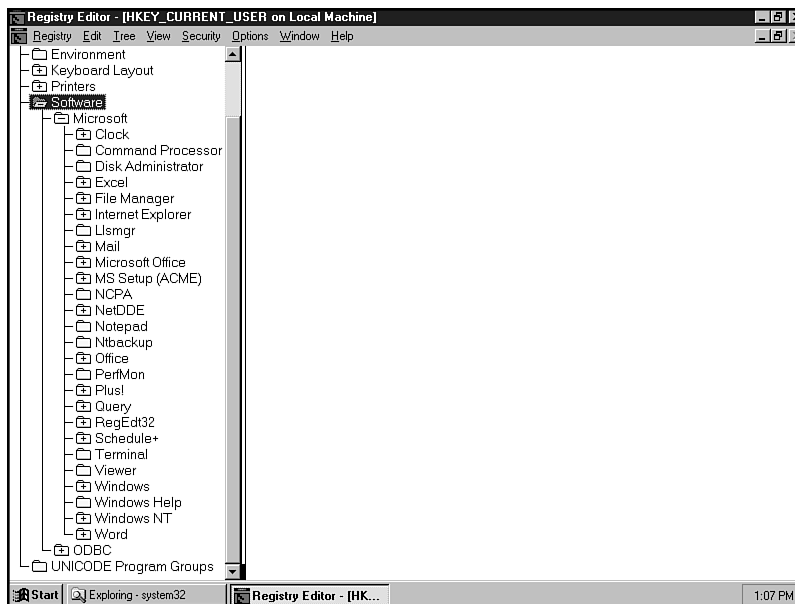 Registry Editor - [HKEY_CURRENT_USER on Local Machine]
Registry Edit Tree View Security Options Window Help
Environment
Keyboard Layout
Printers
Software
Microsoft
Clock
Command Processor
Disk Administrator
Excel
File Manager
Internet Explorer
Llsmgr
Mail
Microsoft Office
MS Setup (ACME)
NCPA
NetDDE
Notepad
Ntbackup
Office
PerfMon
Plus!
Query
RegEdt32
Schedule+
Terminal
Viewer
Windows
Windows Help
Windows NT
Word
ODBC
UNICODE Program Groups
Start Exploring - system32 Registry Editor - [HK... 1:07 PM